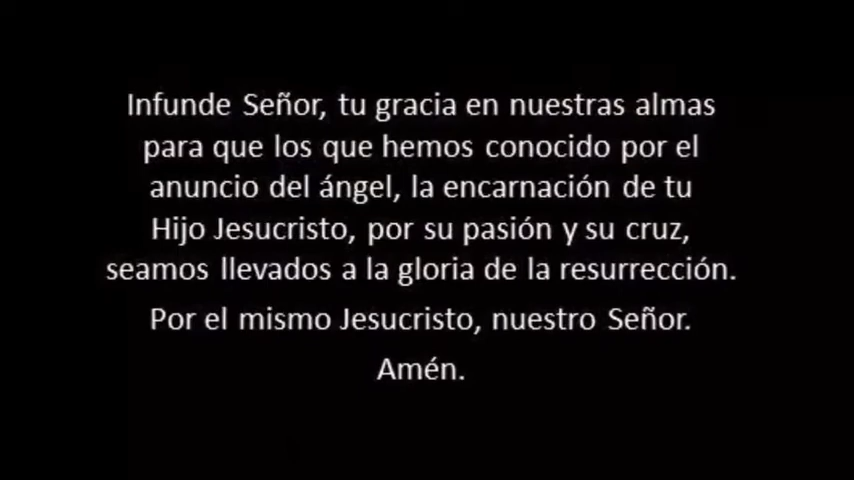 Infunde Señor, tu gracia en nuestras almas
para que los que hemos conocido por el
anuncio del ángel, la encarnación de tu
Hijo Jesucristo, por su pasión y su cruz,
seamos llevados a la gloria de la resurrección.
Por el mismo Jesucristo, nuestro Señor.
Amén.